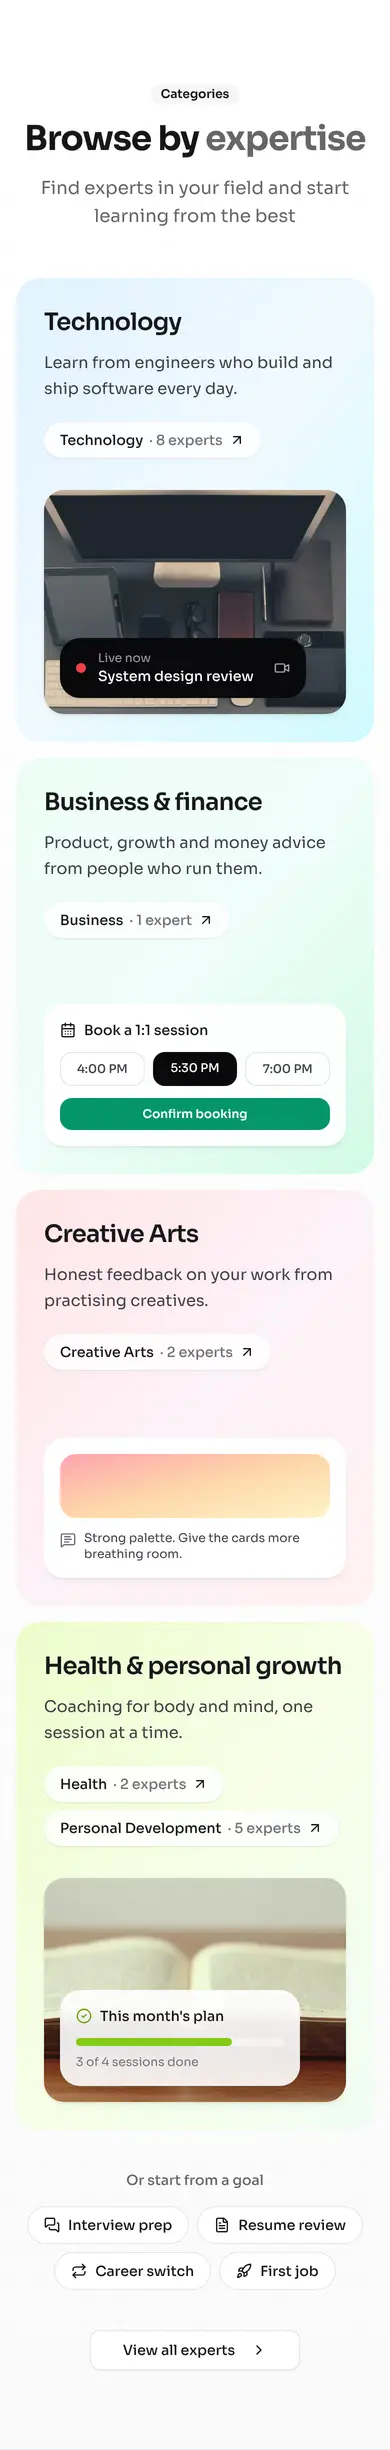 Categories
Browse by expertise
Find experts in your field and start
learning from the best
Technology
Learn from engineers who build and
ship software every day.
Technology · 8 experts
Live now
System design review
Business & finance
Product, growth and money advice
from people who run them.
Business · 1 expert
Book a 1:1 session
4:00 PM 5:30 PM 7:00 PM
Confirm booking
Creative Arts
Honest feedback on your work from
practising creatives.
Creative Arts · 2 experts
Strong palette. Give the cards more
breathing room.
Health & personal growth
Coaching for body and mind, one
session at a time.
Health · 2 experts
Personal Development · 5 experts
This month's plan
3 of 4 sessions done
Or start from a goal
Interview prep Resume review
Career switch First job
View all experts